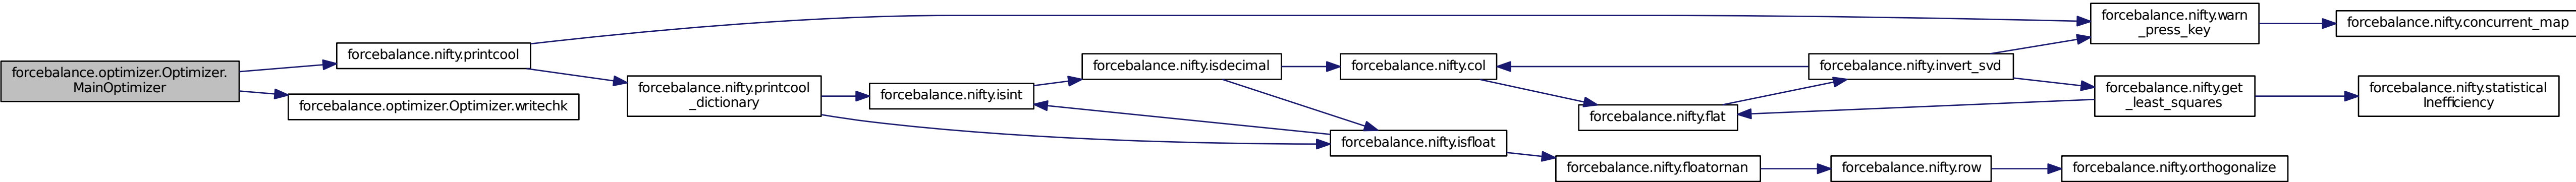 forcebalance.optimizer.Optimizer.
MainOptimizer
forcebalance.nifty.printcool
forcebalance.optimizer.Optimizer.writechk
forcebalance.nifty.printcool
_dictionary
forcebalance.nifty.isint
forcebalance.nifty.isdecimal
forcebalance.nifty.isfloat
forcebalance.nifty.col
forcebalance.nifty.flat
forcebalance.nifty.floatornan
forcebalance.nifty.invert_svd
forcebalance.nifty.row
forcebalance.nifty.warn
_press_key
forcebalance.nifty.get
_least_squares
forcebalance.nifty.orthogonalize
forcebalance.nifty.concurrent_map
forcebalance.nifty.statistical
Inefficiency